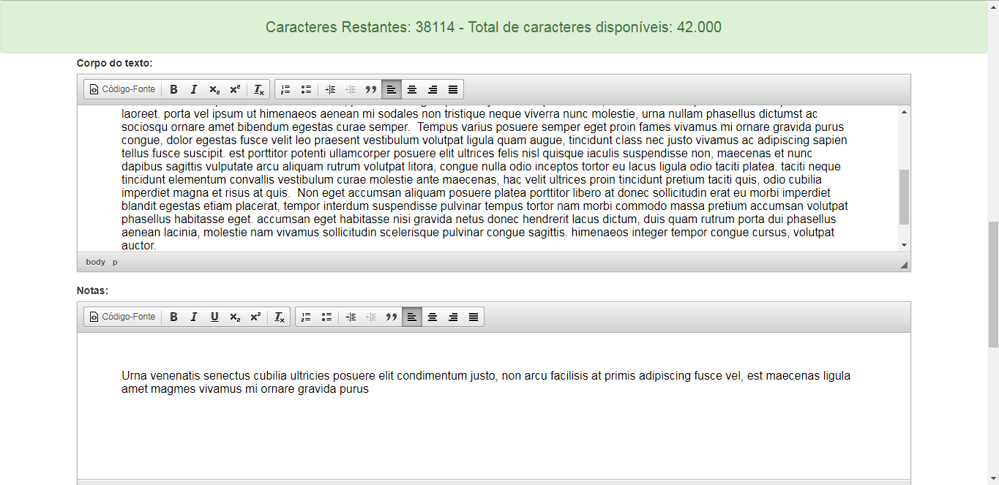 Caracteres Restantes: 38114 - Total de caracteres disponíveis: 42.000
Corpo do texto:
Código-Fonte
laoreet. porta vel ipsum ut himenaeos aenean mi sodales non tristique neque viverra nunc molestie, urna nullam phasellus dictumst ac
sociosqu ornare amet bibendum egestas curae semper.  Tempus varius posuere semper eget proin fames vivamus mi ornare gravida purus
congue, dolor egestas fusce velit leo praesent vestibulum volutpat ligula quam augue, tincidunt class nec justo vivamus ac adipiscing sapien
tellus fusce suscipit. est porttitor potenti ullamcorper posuere elit ultrices felis nisl quisque iaculis suspendisse non, maecenas et nunc
dapibus sagittis vulputate arcu aliquam rutrum volutpat litora, congue nulla odio inceptos tortor eu lacus ligula odio taciti platea. taciti neque
tincidunt elementum convallis vestibulum curae molestie ante maecenas, hac velit ultrices proin tincidunt pretium taciti quis, odio cubilia
imperdiet magna et risus at quis.  Non eget accumsan aliquam posuere platea porttitor libero at donec sollicitudin erat eu morbi imperdiet
blandit egestas etiam placerat, tempor interdum suspendisse pulvinar tempus tortor nam morbi commodo massa pretium accumsan volutpat
phasellus habitasse eget. accumsan eget habitasse nisi gravida netus donec hendrerit lacus dictum, duis quam rutrum porta dui phasellus
aenean lacinia, molestie nam vivamus sollicitudin scelerisque pulvinar congue sagittis. himenaeos integer tempor congue cursus, volutpat
auctor.
body p
Notas:
Código-Fonte
Urna venenatis senectus cubilia ultricies posuere elit condimentum justo, non arcu facilisis at primis adipiscing fusce vel, est maecenas ligula
amet magmes vivamus mi ornare gravida purus